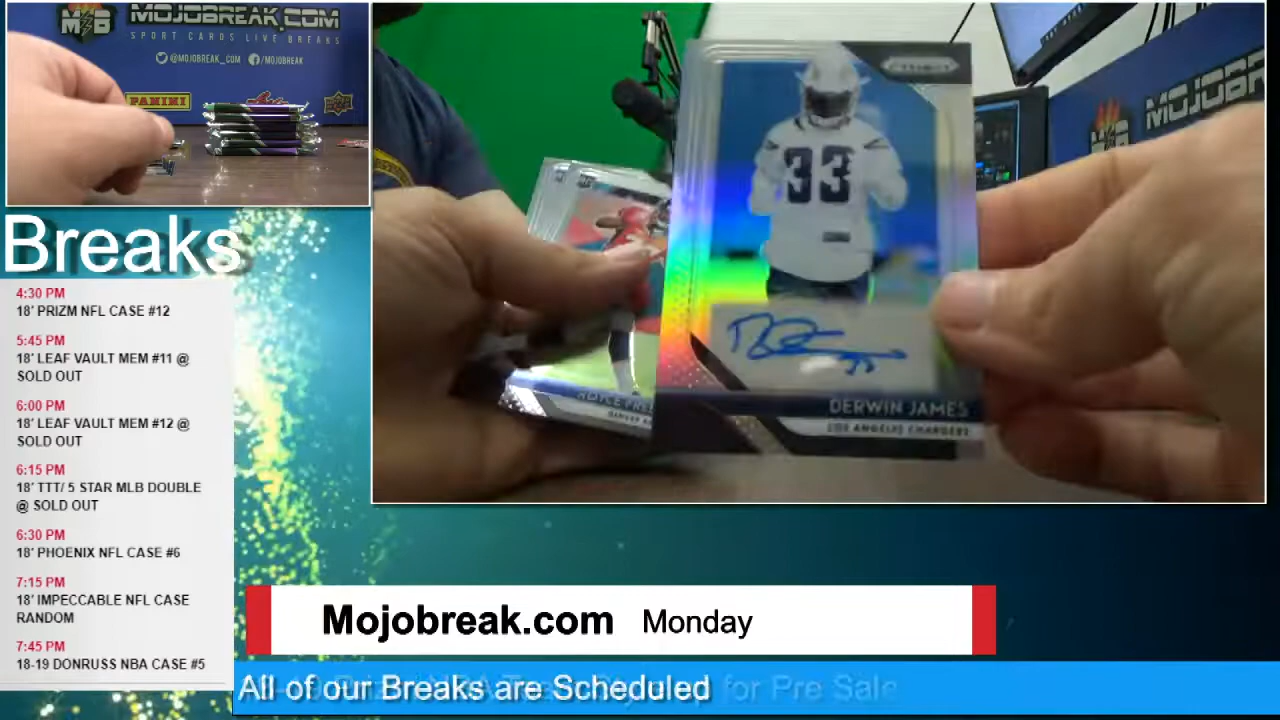 MOJOBREAK.COM
SPORT CARDS LIVE BREAKS
@MOJOBREAK_COM /MOJOBREAK
PANINI
Breaks
4:30 PM
18' PRIZM NFL CASE #12
5:45 PM
18' LEAF VAULT MEM #11 @
SOLD OUT
6:00 PM
18' LEAF VAULT MEM #12 @
SOLD OUT
6:15 PM
18' TTT/ 5 STAR MLB DOUBLE
@ SOLD OUT
6:30 PM
18' PHOENIX NFL CASE #6
7:15 PM
18' IMPECCABLE NFL CASE
RANDOM
7:45 PM
18-19 DONRUSS NBA CASE #5
PRIZM
33
DERWIN JAMES
LOS ANGELES CHARGERS
Mojobreak.com Monday
All of our Breaks are Scheduled
for Pre Sale